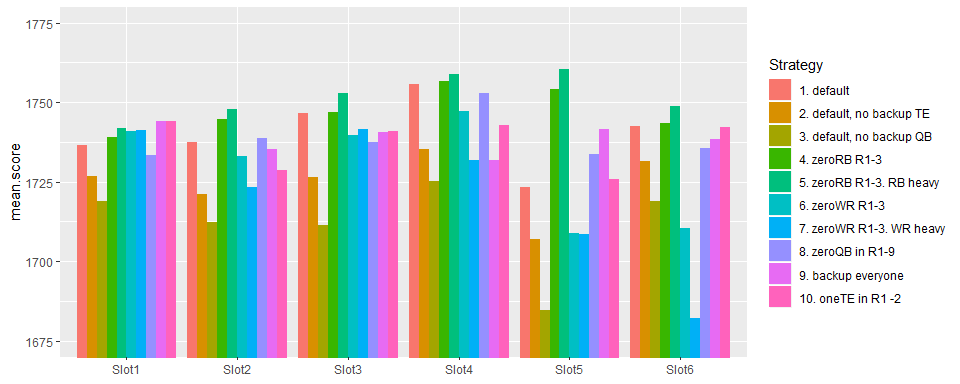 mean.score
1775
1750
1725
1700
1675
Slot1
Slot2
Slot3
Slot4
Slot5
Slot6
Strategy
1. default
2. default, no backup TE
3. default, no backup QB
4. zeroRB R1-3
5. zeroRB R1-3. RB heavy
6. zeroWR R1-3
7. zeroWR R1-3. WR heavy
8. zeroQB in R1-9
9. backup everyone
10. oneTE in R1 -2